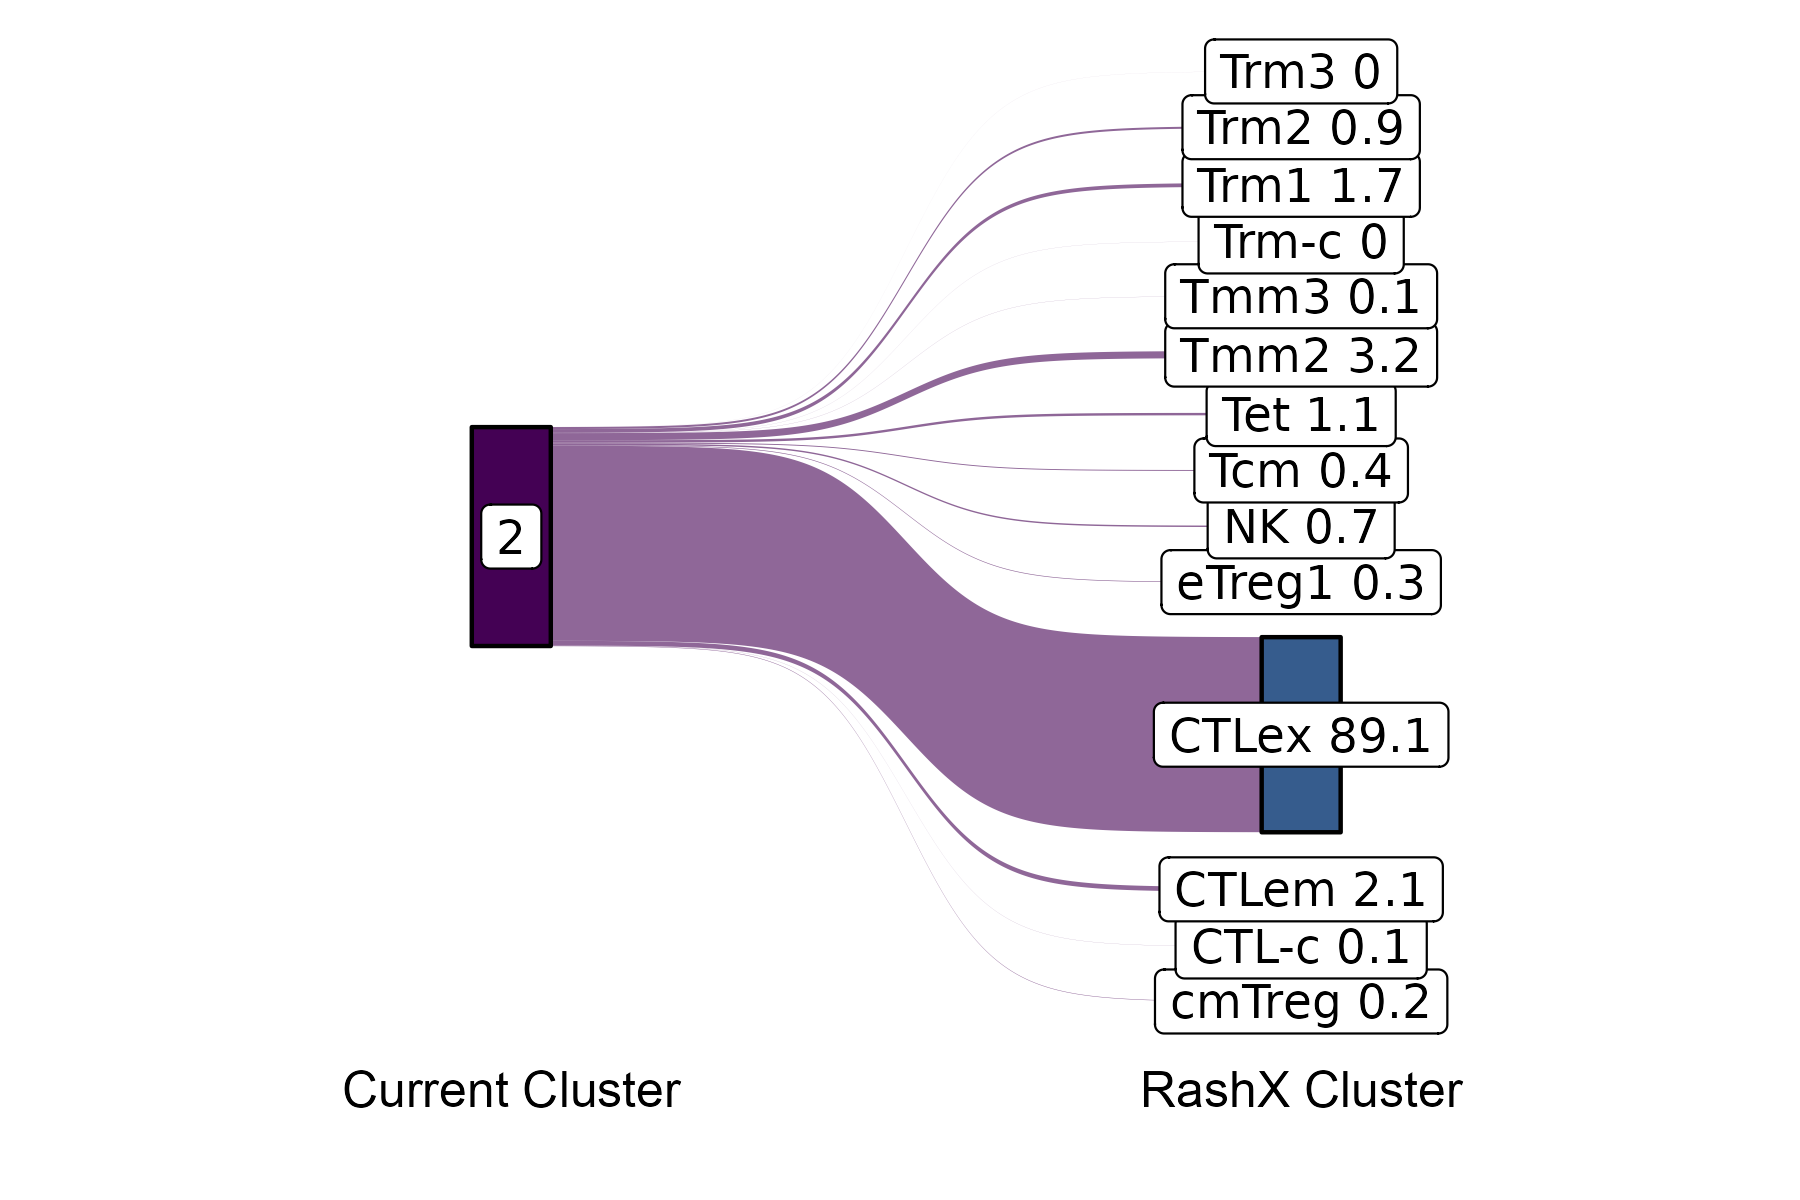 Trm3 0
Trm2 0.9
Trm1 1.7
Trm-c 0
Tmm3 0.1
Tmm2 3.2
Tet 1.1
Tcm 0.4
2
NK 0.7
eTreg1 0.3
CTLex 89.1
CTLem 2.1
CTL-c 0.1
cmTreg 0.2
Current Cluster
RashX Cluster